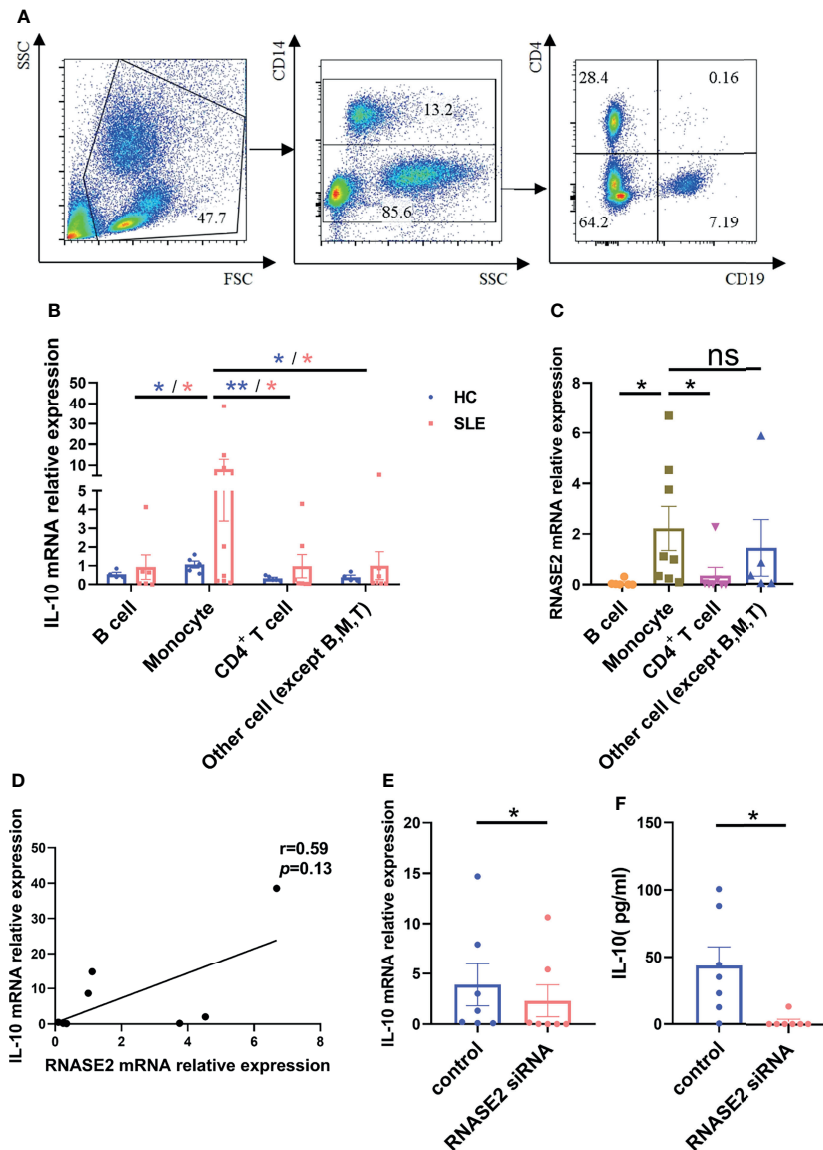 A
SSC
47.7
FSC
CD14
13.2
85.6
SSC
CD4
28.4
0.16
64.2
7.19
CD19
B
IL-10 mRNA relative expression
50
40
30
20
10
5
4
3
2
1
0
* / *
* / *
** / *
HC
SLE
B cell
Monocyte
CD4+ T cell
Other cell (except B,M,T)
C
RNASE2 mRNA relative expression
8
6
4
2
0
ns
*
*
B cell
Monocyte
CD4+ T cell
Other cell (except B,M,T)
D
IL-10 mRNA relative expression
50
40
30
20
10
0
r=0.59
p=0.13
0
2
4
6
8
RNASE2 mRNA relative expression
E
IL-10 mRNA relative expression
20
15
10
5
0
*
control
RNASE2 siRNA
F
IL-10( pg/ml)
150
100
50
0
*
control
RNASE2 siRNA